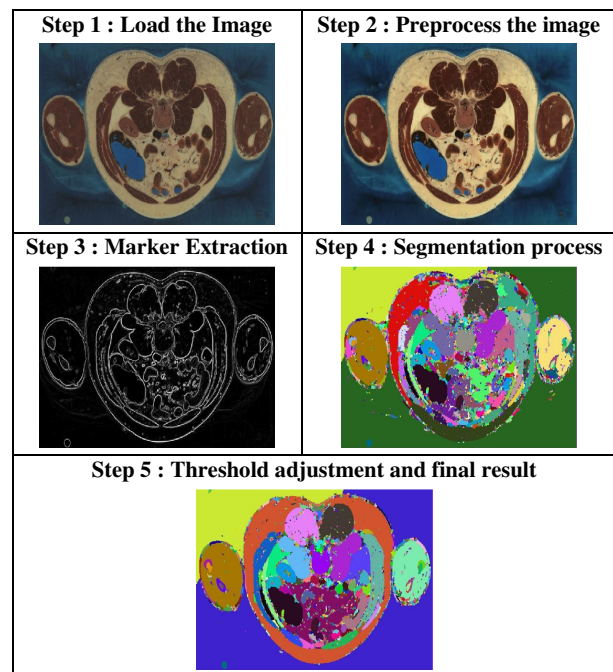 Step 1 : Load the Image
Step 2 : Preprocess the image
Step 3 : Marker Extraction
Step 4 : Segmentation process
Step 5 : Threshold adjustment and final result